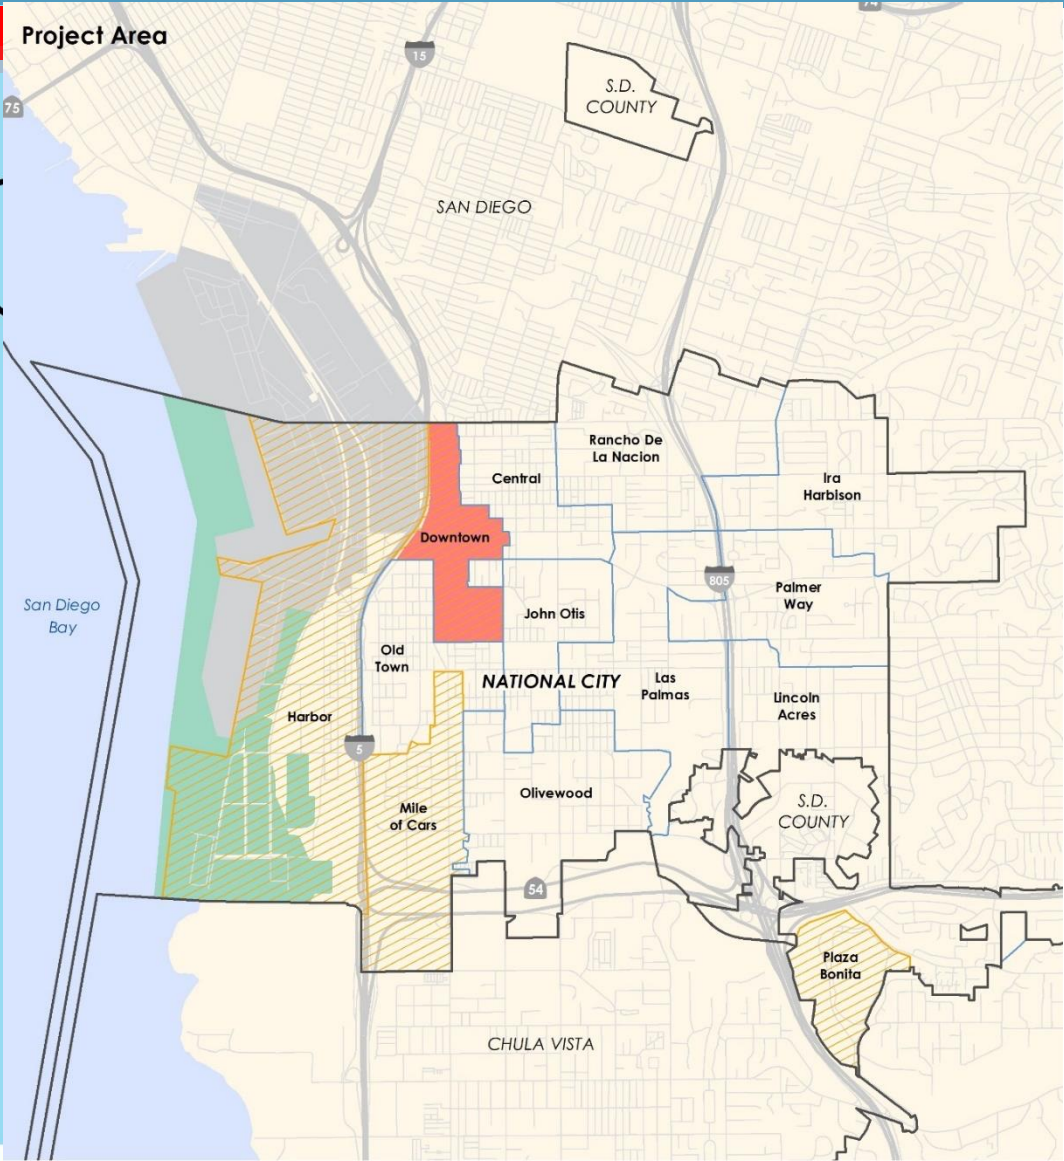 Project Area
74
15
75
S.D.
COUNTY
SAN DIEGO
Rancho De
La Nacion
Central
Ira
Harbison
Downtown
805
Palmer
Way
San Diego
Bay
John Otis
Old
Town
NATIONAL CITY
Las
Palmas
Lincoln
Acres
Harbor
5
Olivewood
Mile
of Cars
S.D.
COUNTY
54
Plaza
Bonita
CHULA VISTA